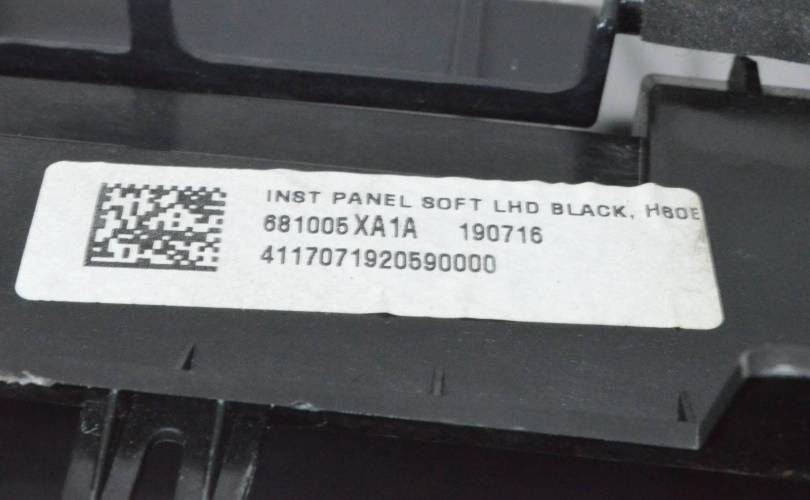 INST PANEL SOFT LHD BLACK, H60E
681005XA1A 190716
4117071920590000